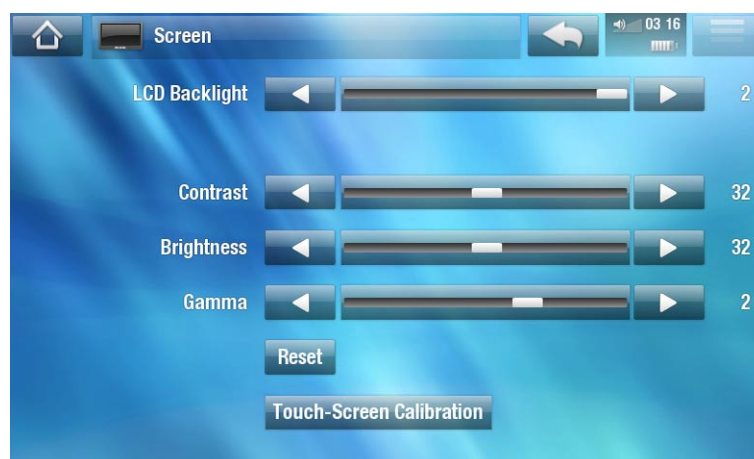 Screen
03 16
LCD Backlight 2
Contrast 32
Brightness 32
Gamma 2
Reset
Touch-Screen Calibration